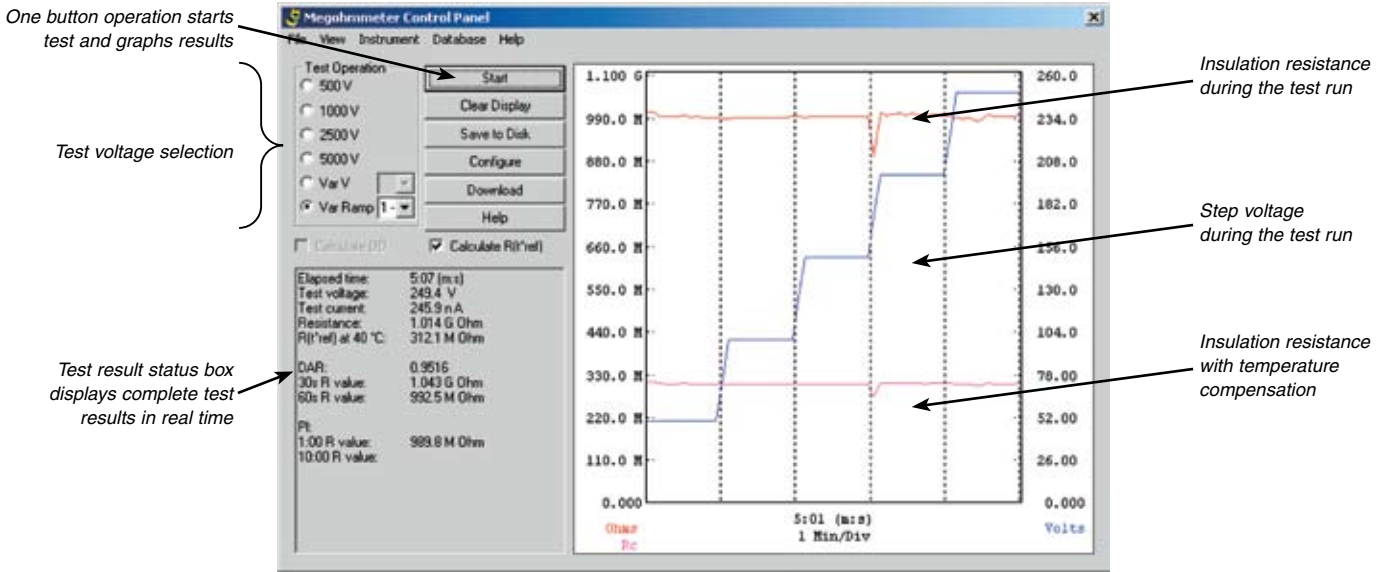 One button operation starts
test and graphs results
Test voltage selection
Test result status box
displays complete test
results in real time
Megohmmeter Control Panel
File View Instrument Database Help
Test Operation
500 V
1000 V
2500 V
5000 V
Var V
Var Ramp 1 -
Start
Clear Display
Save to Disk
Configure
Download
Help
Calculate DD
Calculate R(t°ref)
Elapsed time: 5:07 (m:s)
Test voltage: 249.4 V
Test current: 245.9 n A
Resistance: 1.014 G Ohm
R(t°ref) at 40 °C: 312.1 M Ohm
DAR: 0.9516
30s R value: 1.043 G Ohm
60s R value: 992.5 M Ohm
PI:
1:00 R value: 989.8 M Ohm
10:00 R value:
1.100 G
990.0 M
880.0 M
770.0 M
660.0 M
550.0 M
440.0 M
330.0 M
220.0 M
110.0 M
0.000
Ohms
Rc
5:01 (m:s)
1 Min/Div
260.0
234.0
208.0
182.0
156.0
130.0
104.0
78.00
52.00
26.00
0.000
Volts
Insulation resistance
during the test run
Step voltage
during the test run
Insulation resistance
with temperature
compensation